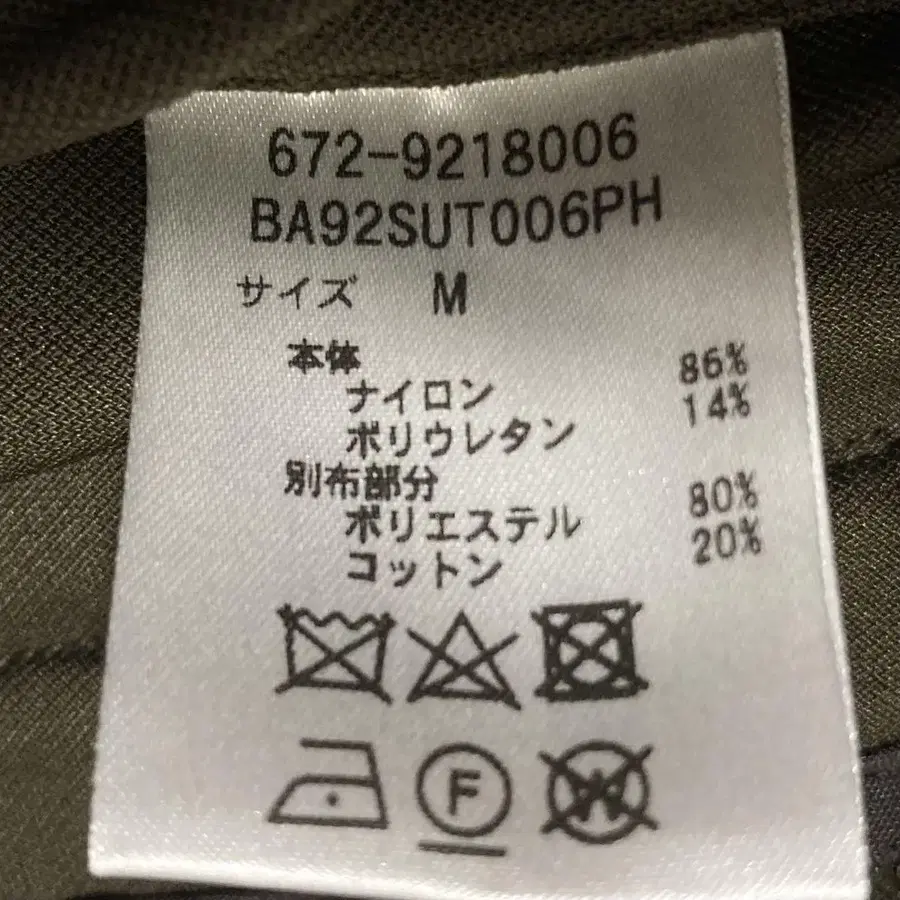 672-9218006
BA92SUT006PH
サイズ M
本体
ナイロン 86%
ポリウレタン 14%
別布部分
ポリエステル 80%
コットン 20%
F
W